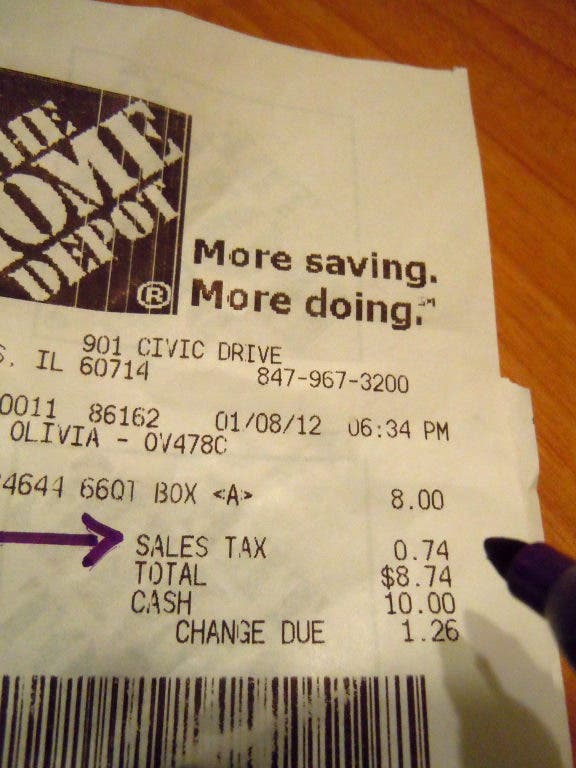 THE
HOME
DEPOT
®
More saving.
More doing.℠
901 CIVIC DRIVE
S, IL 60714 847-967-3200
0011 86162 01/08/12 06:34 PM
OLIVIA - OV478C
4644 66QT BOX <A> 8.00
SALES TAX 0.74
TOTAL $8.74
CASH 10.00
CHANGE DUE 1.26